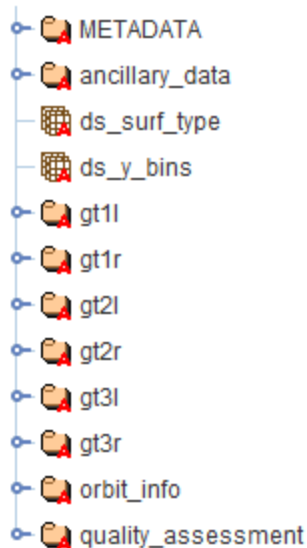 METADATA
ancillary_data
ds_surf_type
ds_y_bins
gt1l
gt1r
gt2l
gt2r
gt3l
gt3r
orbit_info
quality_assessment